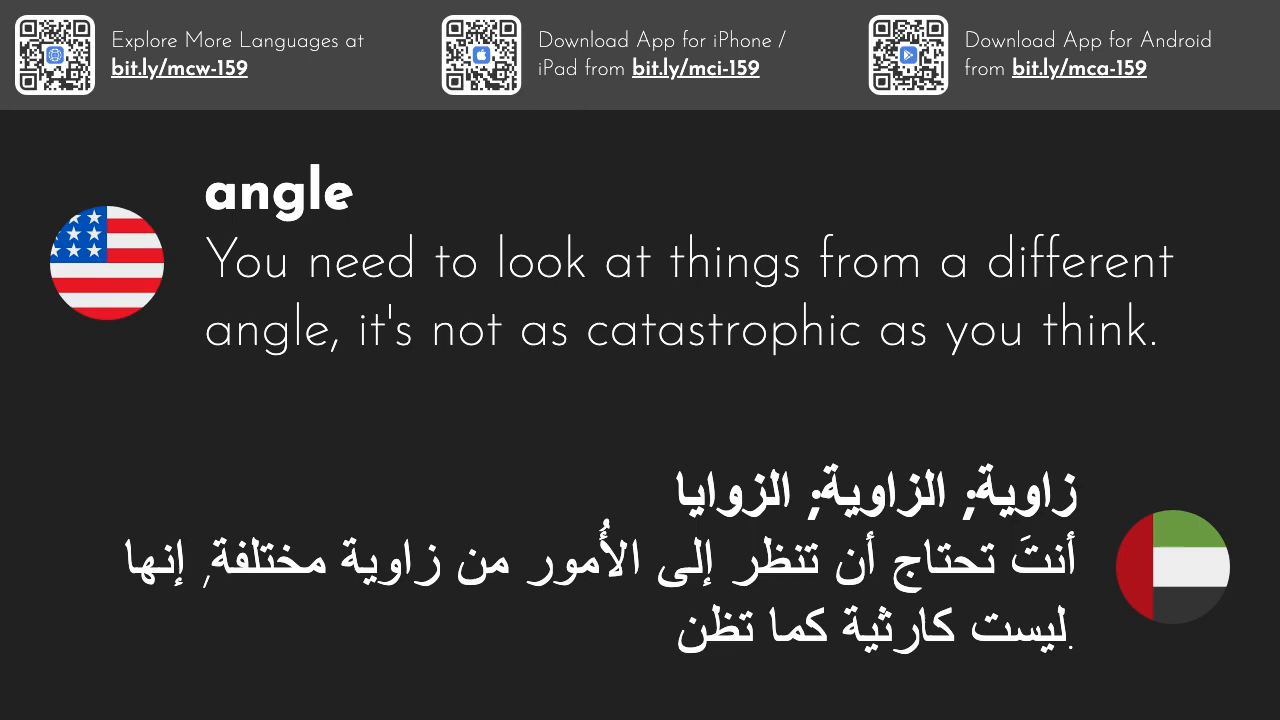 Explore More Languages at
bit.ly/mcw-159
Download App for iPhone /
iPad from bit.ly/mci-159
Download App for Android
from bit.ly/mca-159
angle
You need to look at things from a different
angle, it's not as catastrophic as you think.
زاوية; الزاوية; الزوايا
أنتَ تحتاج أن تنظر إلى الأُمور من زاوية مختلفة, إنها
ليست كارثية كما تظن.